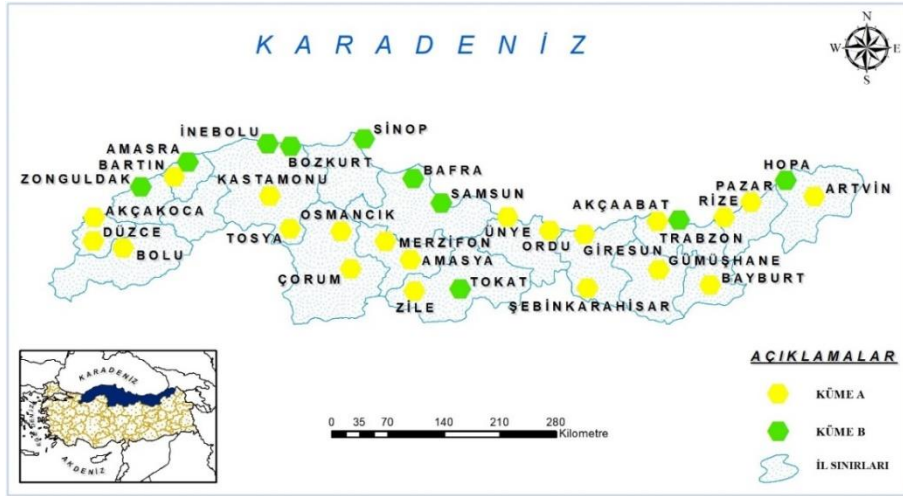 K A R A D E N İ Z
N
W E
S
İNEBOLU
SİNOP
AMASRA
BARTIN
BOZKURT
ZONGULDAK
KASTAMONU
BAFRA
HOPA
SAMSUN
PAZAR
ARTVİN
AKÇAABAT
RİZE
AKÇAKOCA
OSMANCIK
ÜNYE
DÜZCE
TOSYA
MERZİFON
ORDU
GİRESUN
TRABZON
BOLU
AMASYA
GÜMÜŞHANE
ÇORUM
TOKAT
BAYBURT
ZİLE
ŞEBİNKARAHİSAR
AÇIKLAMALAR
KÜME A
KÜME B
İL SINIRLARI
KARADENİZ
AKDENİZ
0 35 70 140 210 280
Kilometre